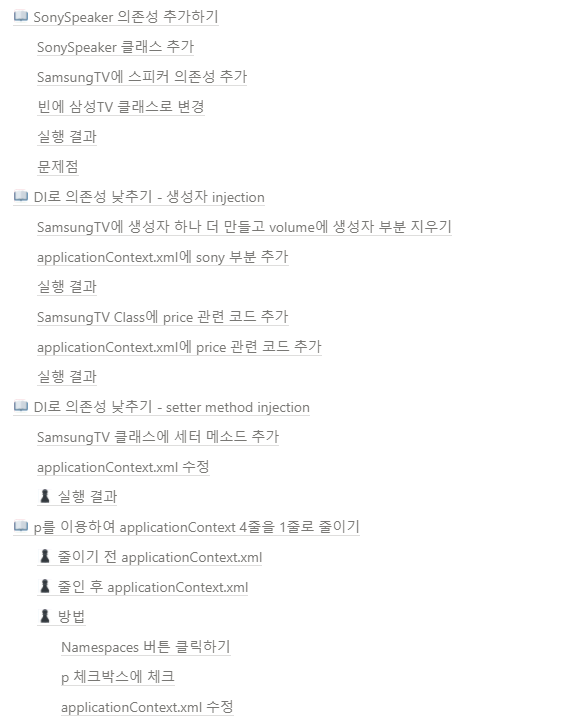 SonySpeaker 의존성 추가하기
SonySpeaker 클래스 추가
SamsungTV에 스피커 의존성 추가
빈에 삼성TV 클래스로 변경
실행 결과
문제점
DI로 의존성 낮추기 - 생성자 injection
SamsungTV에 생성자 하나 더 만들고 volume에 생성자 부분 지우기
applicationContext.xml에 sony 부분 추가
실행 결과
SamsungTV Class에 price 관련 코드 추가
applicationContext.xml에 price 관련 코드 추가
실행 결과
DI로 의존성 낮추기 - setter method injection
SamsungTV 클래스에 세터 메소드 추가
applicationContext.xml 수정
실행 결과
p를 이용하여 applicationContext 4줄을 1줄로 줄이기
줄이기 전 applicationContext.xml
줄인 후 applicationContext.xml
방법
Namespaces 버튼 클릭하기
p 체크박스에 체크
applicationContext.xml 수정